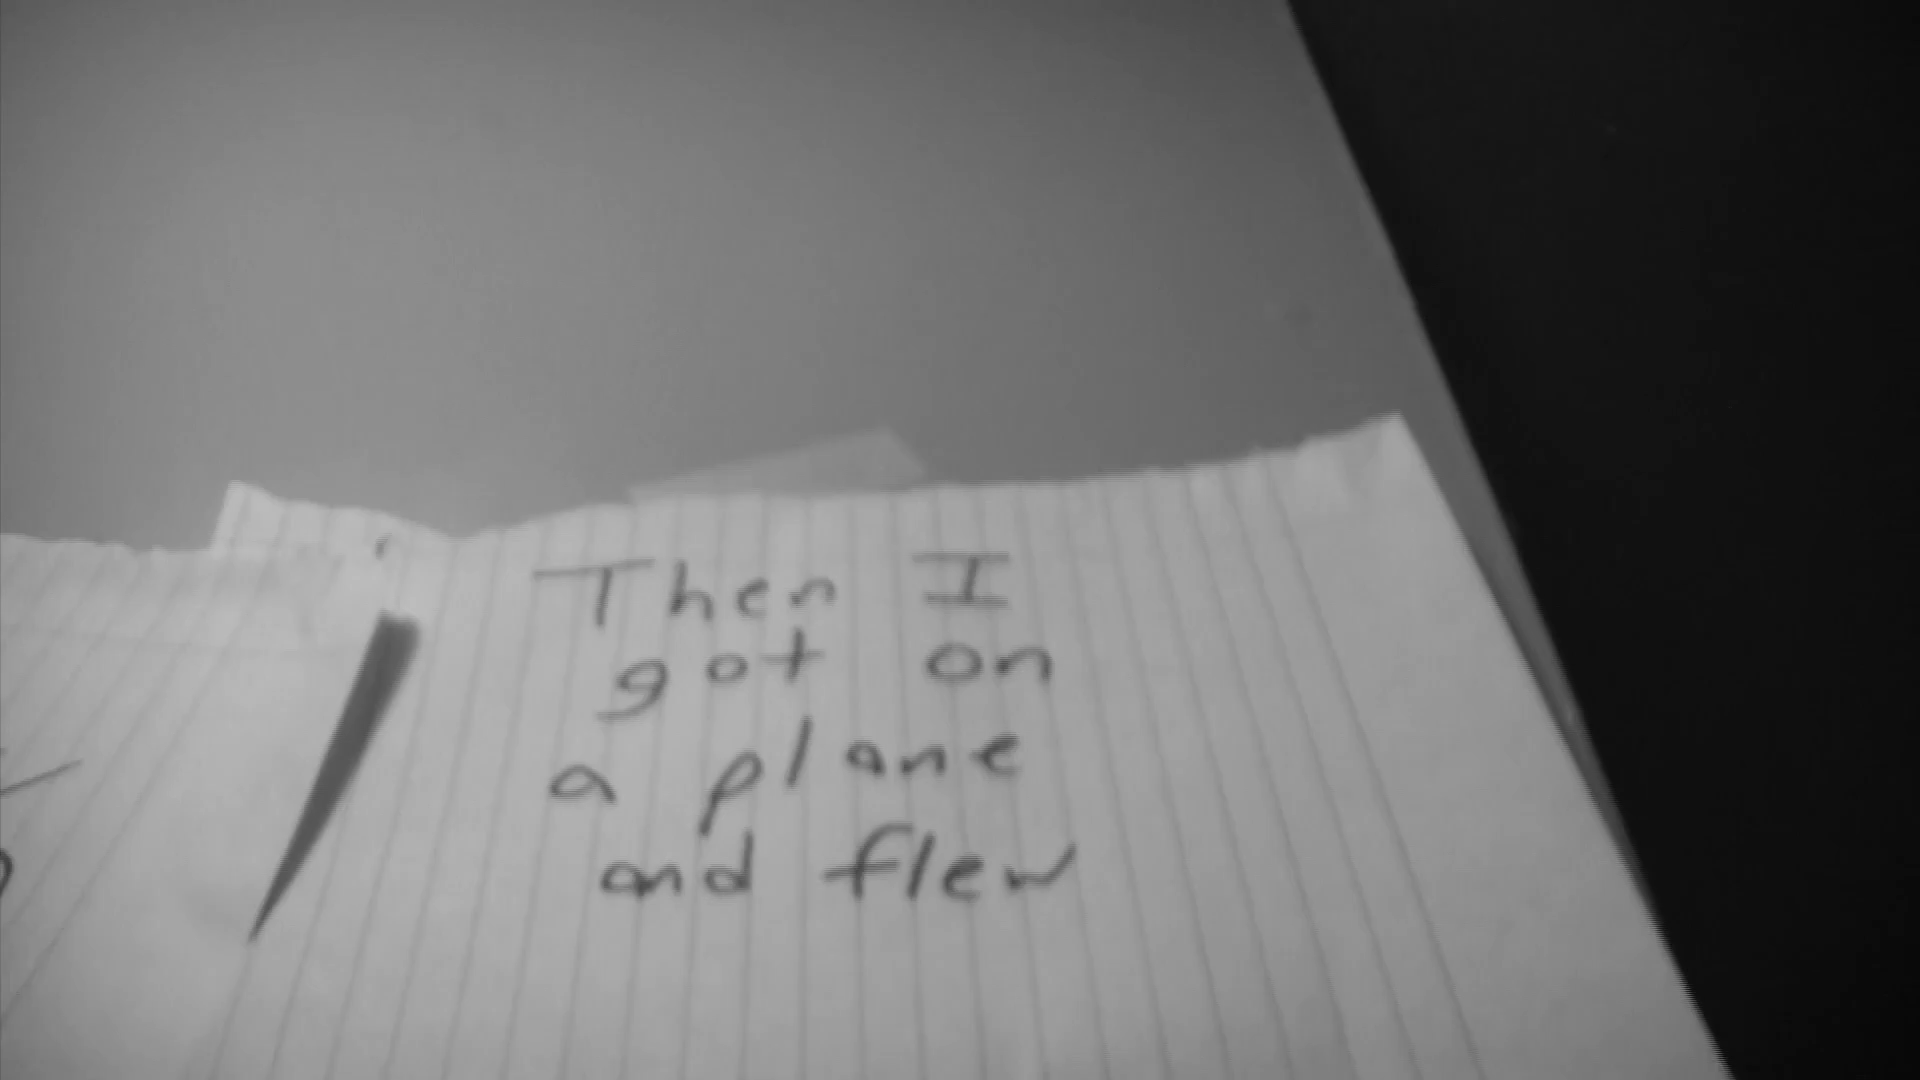 Then I
got on
a plane
and flew